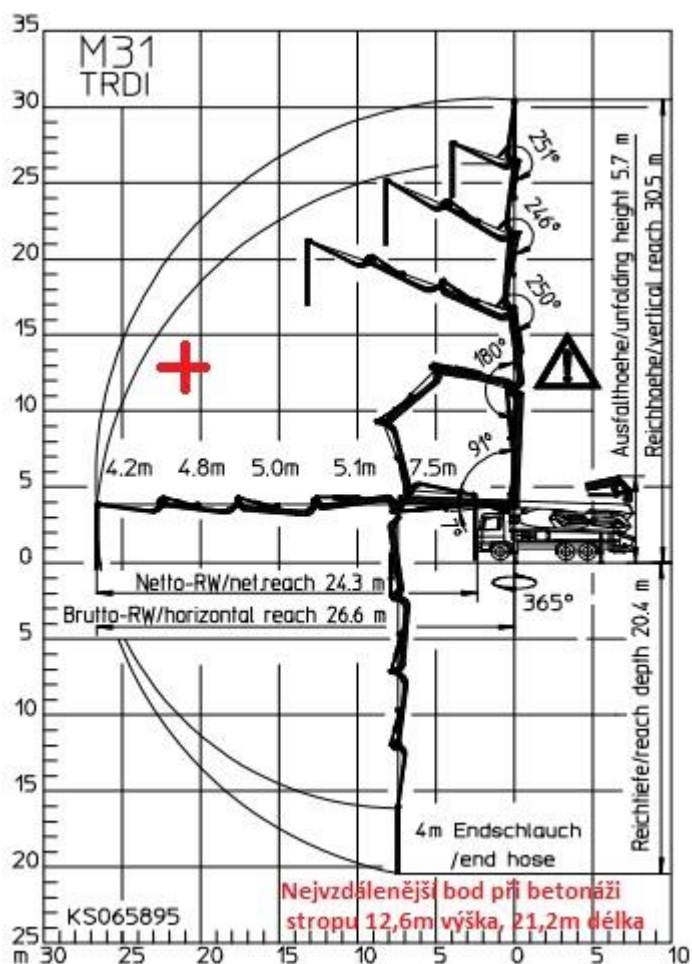 35
M31
TRDI
30
251°
25
246°
20
250°
15
180°
Ausfalthoehe/unfolding height 5.7 m
Reichhoehe/vertical reach 30.5 m
10
91°
4.2m 4.8m 5.0m 5.1m 7.5m
5
0
Netto-RW/net.reach 24.3 m
365°
Brutto-RW/horizontal reach 26.6 m
5
Reichtiefe/reach depth 20.4 m
10
15
4m Endschlauch
/end hose
20
Nejvzdálenější bod při betonáži
stropu 12,6m výška, 21,2m délka
KS065895
25
m 30 25 20 15 10 5 0 5 10